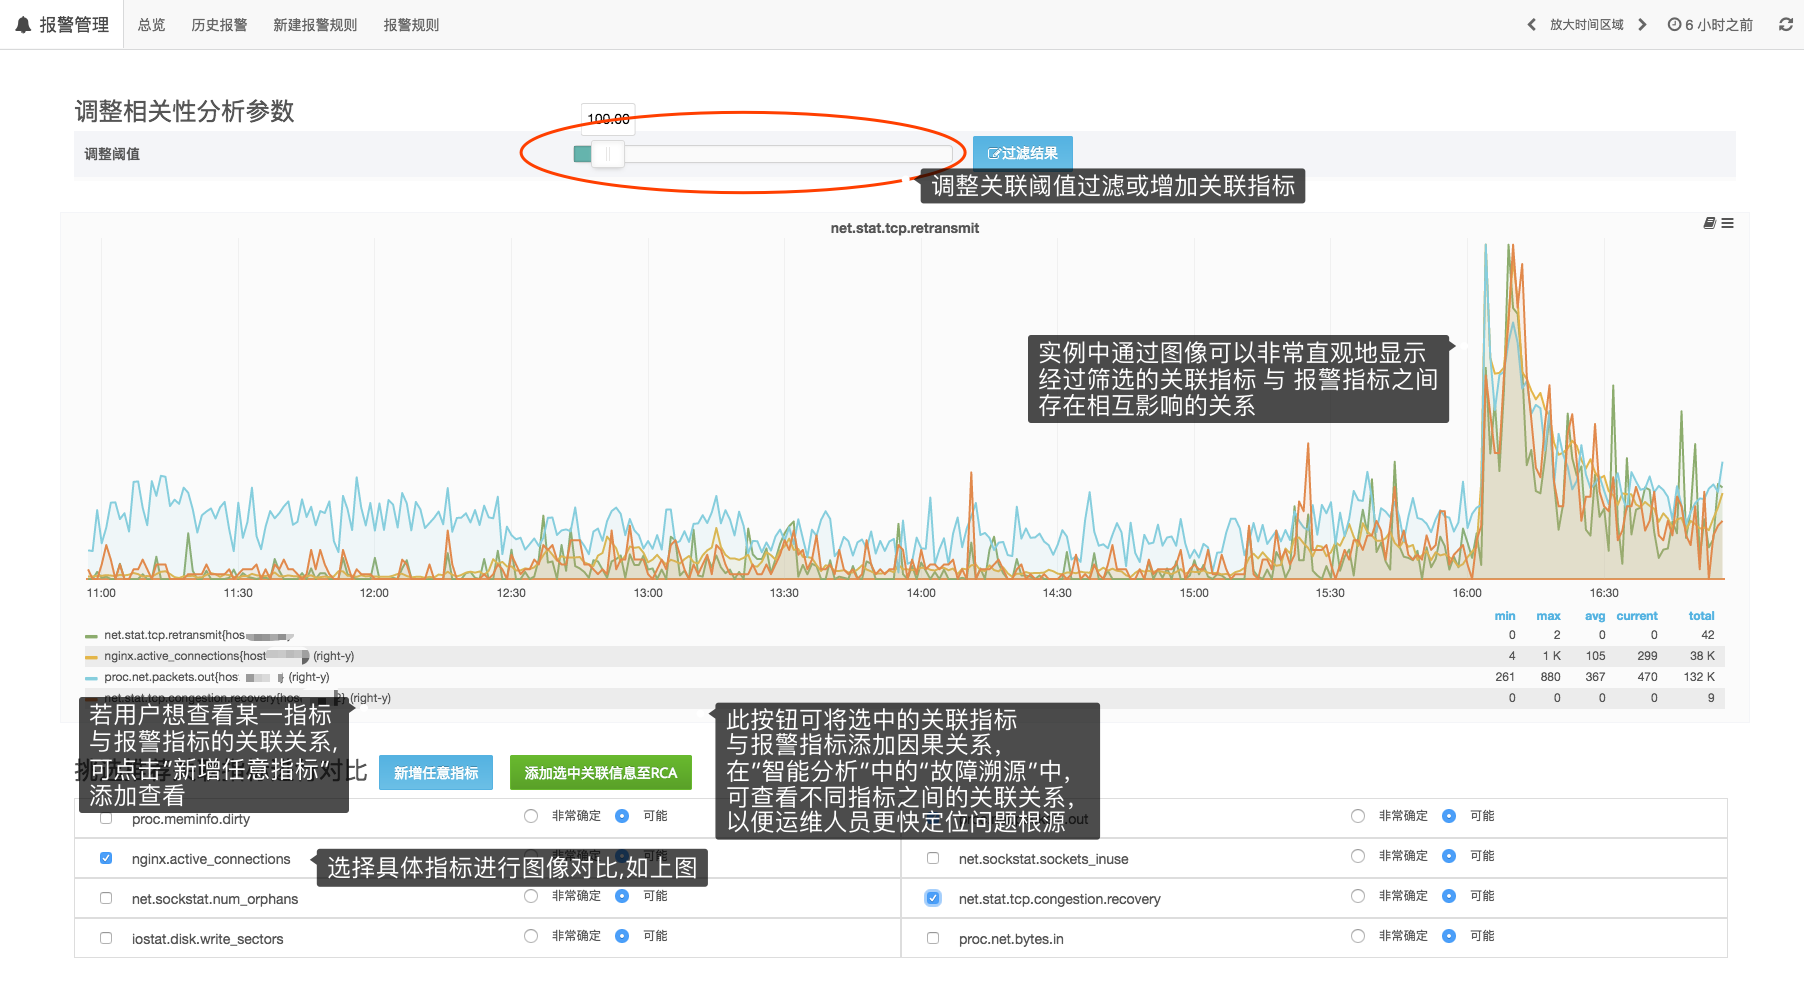 报警管理 总览 历史报警 新建报警规则 报警规则 放大时间区域 6 小时之前
调整相关性分析参数
100.00
调整阈值 过滤结果
调整关联阈值过滤或增加关联指标
net.stat.tcp.retransmit
实例中通过图像可以非常直观地显示
经过筛选的关联指标 与 报警指标之间
存在相互影响的关系
11:00 11:30 12:00 12:30 13:00 13:30 14:00 14:30 15:00 15:30 16:00 16:30
min max avg current total
net.stat.tcp.retransmit{hos 0 2 0 0 42
nginx.active_connections{host (right-y) 4 1 K 105 299 38 K
proc.net.packets.out{hos (right-y) 261 880 367 470 132 K
net.stat.tcp.congestion.recovery{hos (right-y) 0 0 0 0 9
若用户想查看某一指标
与报警指标的关联关系,
可点击"新增任意指标"
添加查看
对比 新增任意指标 添加选中关联信息至RCA
此按钮可将选中的关联指标
与报警指标添加因果关系,
在"智能分析"中的"故障溯源"中,
可查看不同指标之间的关联关系,
以便运维人员更快定位问题根源
proc.meminfo.dirty 非常确定 可能 out 非常确定 可能
nginx.active_connections 非常确定 可能 net.sockstat.sockets_inuse 非常确定 可能
选择具体指标进行图像对比,如上图
net.sockstat.num_orphans 非常确定 可能 net.stat.tcp.congestion.recovery 非常确定 可能
iostat.disk.write_sectors 非常确定 可能 proc.net.bytes.in 非常确定 可能